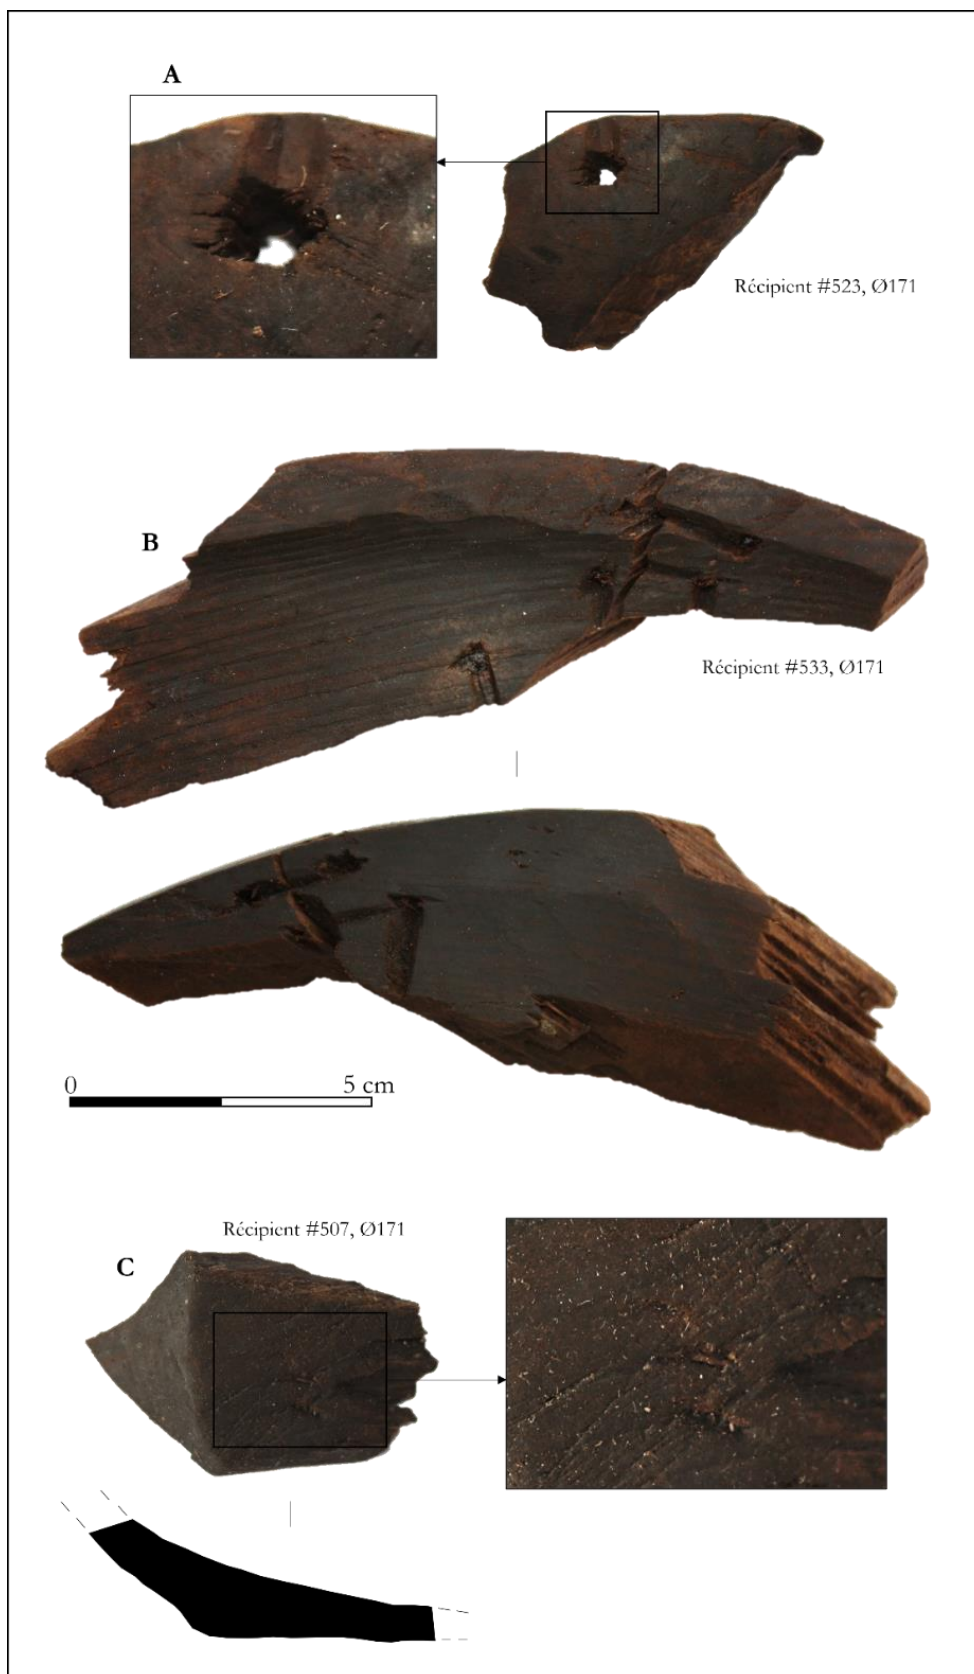 A
Récipient #523, Ø171
B
Récipient #533, Ø171
0 5 cm
Récipient #507, Ø171
C